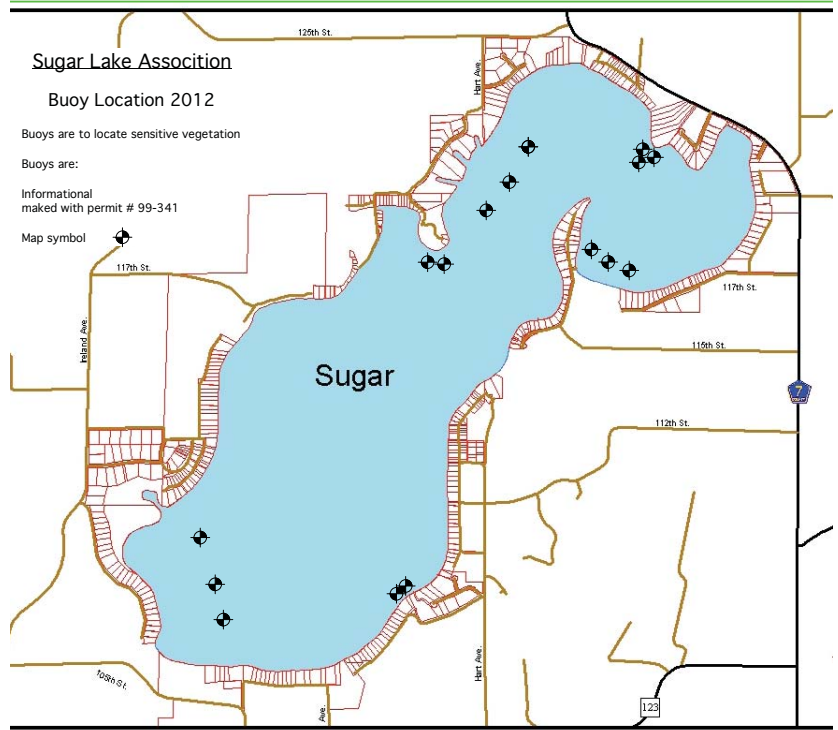 Sugar Lake Assocition
Buoy Location 2012
Buoys are to locate sensitive vegetation
Buoys are:
Informational
maked with permit # 99-341
Map symbol
125th St.
Hart Ave.
117th St.
Ireland Ave.
117th St.
115th St.
Sugar
7
112th St.
105th St.
Hart Ave.
Ave.
123